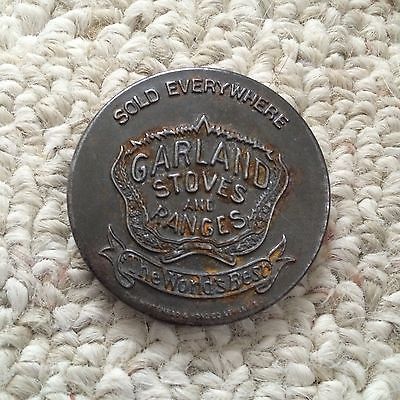 SOLD EVERYWHERE
GARLAND
STOVES
AND
RANGES
The World's Best